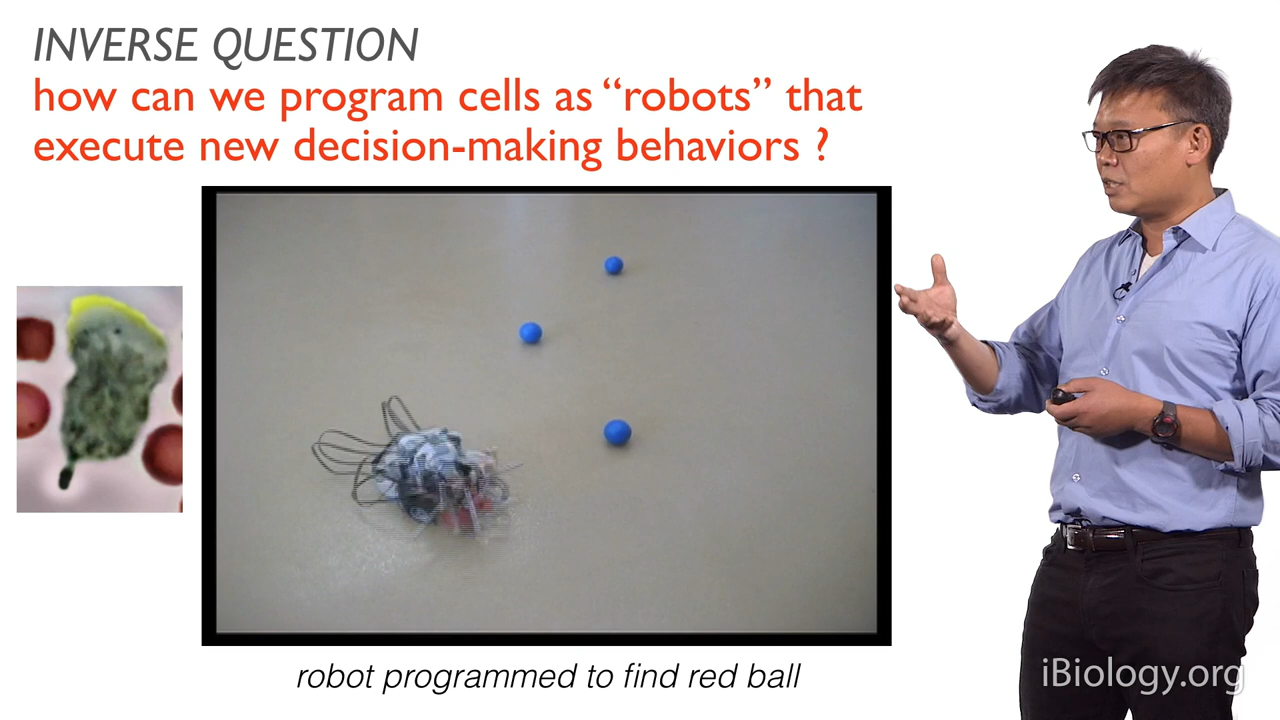 INVERSE QUESTION
how can we program cells as “robots” that
execute new decision-making behaviors ?
robot programmed to find red ball
iBiology.org